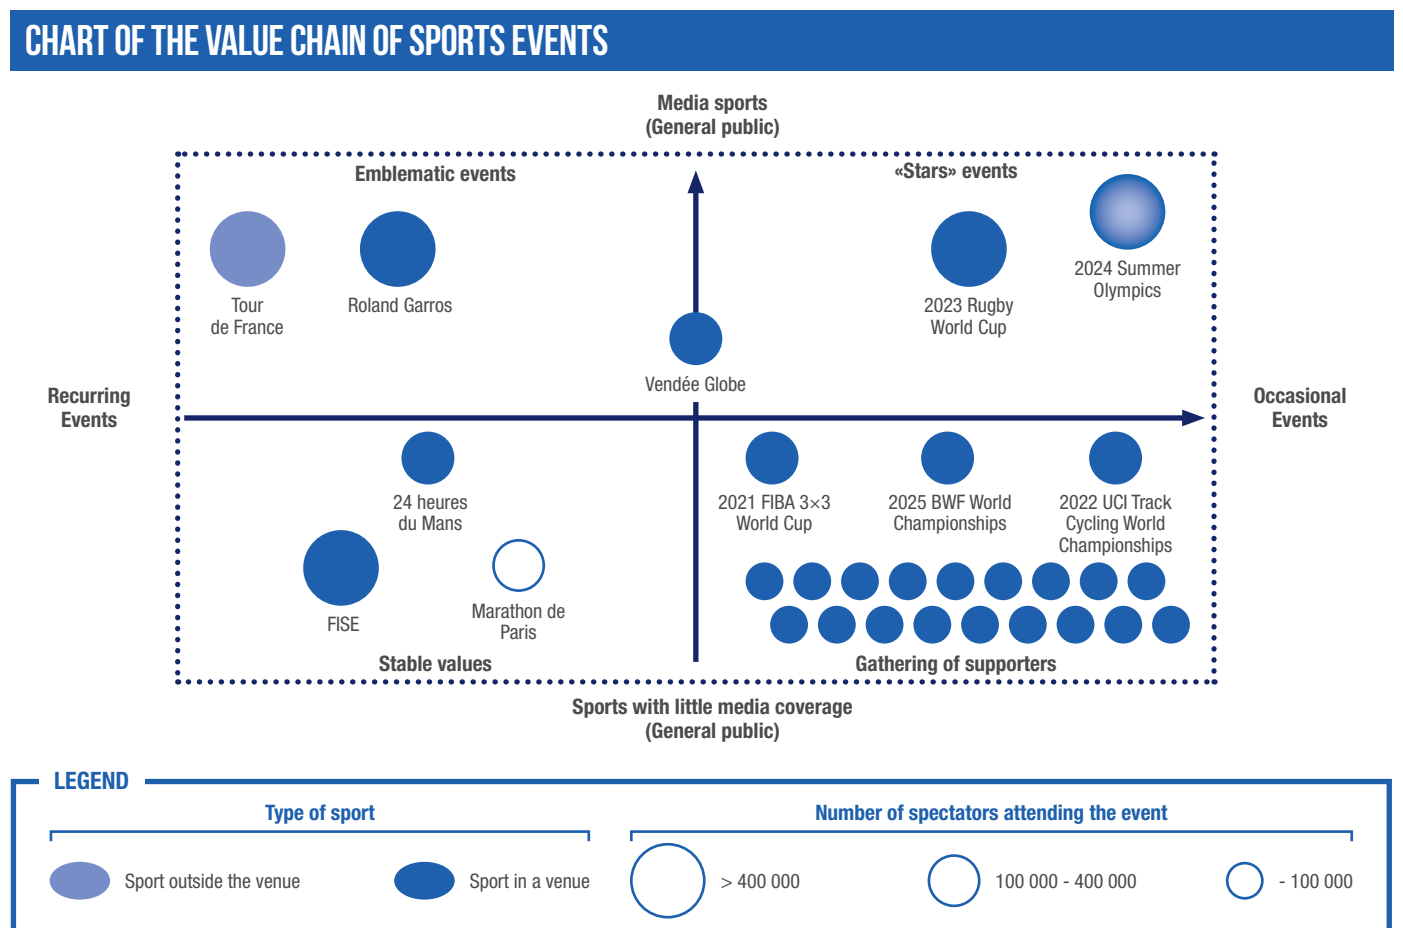 CHART OF THE VALUE CHAIN OF SPORTS EVENTS
Media sports
(General public)
Emblematic events
«Stars» events
Tour
de France
Roland Garros
2023 Rugby
World Cup
2024 Summer
Olympics
Vendée Globe
Recurring
Events
Occasional
Events
24 heures
du Mans
2021 FIBA 3×3
World Cup
2025 BWF World
Championships
2022 UCI Track
Cycling World
Championships
FISE
Marathon de
Paris
Stable values
Gathering of supporters
Sports with little media coverage
(General public)
LEGEND
Type of sport
Number of spectators attending the event
Sport outside the venue
Sport in a venue
> 400 000
100 000 - 400 000
- 100 000